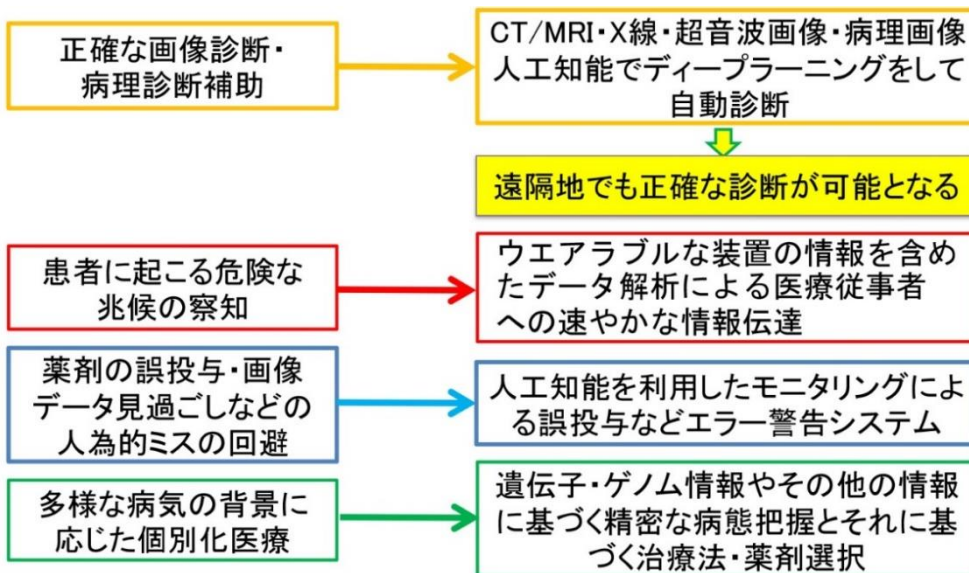 正確な画像診断・
病理診断補助
CT/MRI・X線・超音波画像・病理画像
人工知能でディープラーニングをして
自動診断
遠隔地でも正確な診断が可能となる
患者に起こる危険な
兆候の察知
ウエアラブルな装置の情報を含め
たデータ解析による医療従事者
への速やかな情報伝達
薬剤の誤投与・画像
データ見過ごしなどの
人為的ミスの回避
人工知能を利用したモニタリングによ
る誤投与などエラー警告システム
多様な病気の背景に
応じた個別化医療
遺伝子・ゲノム情報やその他の情報
に基づく精密な病態把握とそれに基
づく治療法・薬剤選択